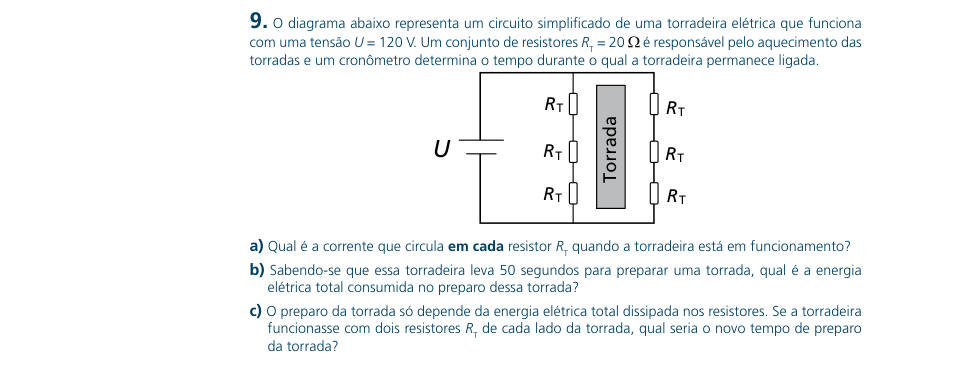 9. O diagrama abaixo representa um circuito simplificado de uma torradeira elétrica que funciona
com uma tensão U = 120 V. Um conjunto de resistores R_T = 20 Ω é responsável pelo aquecimento das
torradas e um cronômetro determina o tempo durante o qual a torradeira permanece ligada.
R_T
R_T
U
R_T
Torrada
R_T
R_T
R_T
a) Qual é a corrente que circula em cada resistor R_T quando a torradeira está em funcionamento?
b) Sabendo-se que essa torradeira leva 50 segundos para preparar uma torrada, qual é a energia
elétrica total consumida no preparo dessa torrada?
c) O preparo da torrada só depende da energia elétrica total dissipada nos resistores. Se a torradeira
funcionasse com dois resistores R_T de cada lado da torrada, qual seria o novo tempo de preparo
da torrada?